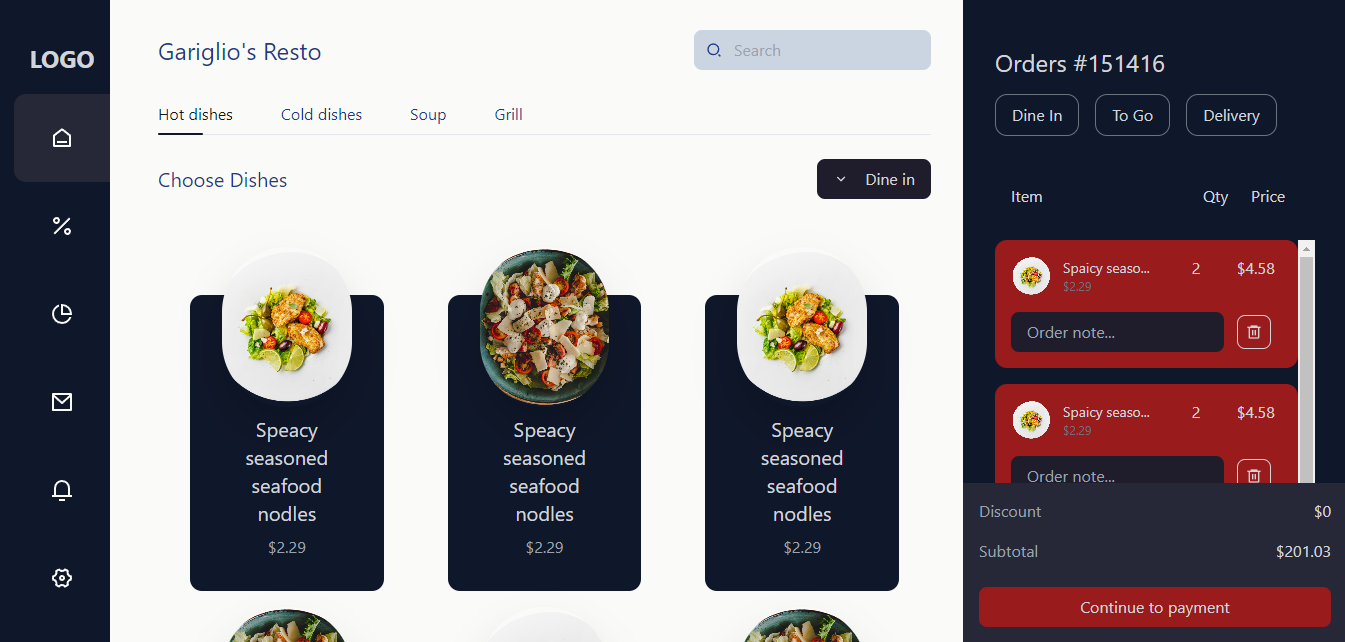 LOGO
Gariglio's Resto
Search
Hot dishes Cold dishes Soup Grill
Choose Dishes
Dine in
Speacy
seasoned
seafood
nodles
$2.29
Speacy
seasoned
seafood
nodles
$2.29
Speacy
seasoned
seafood
nodles
$2.29
Orders #151416
Dine In To Go Delivery
Item Qty Price
Spaicy seaso... 2 $4.58
$2.29
Order note...
Spaicy seaso... 2 $4.58
$2.29
Order note...
Discount $0
Subtotal $201.03
Continue to payment